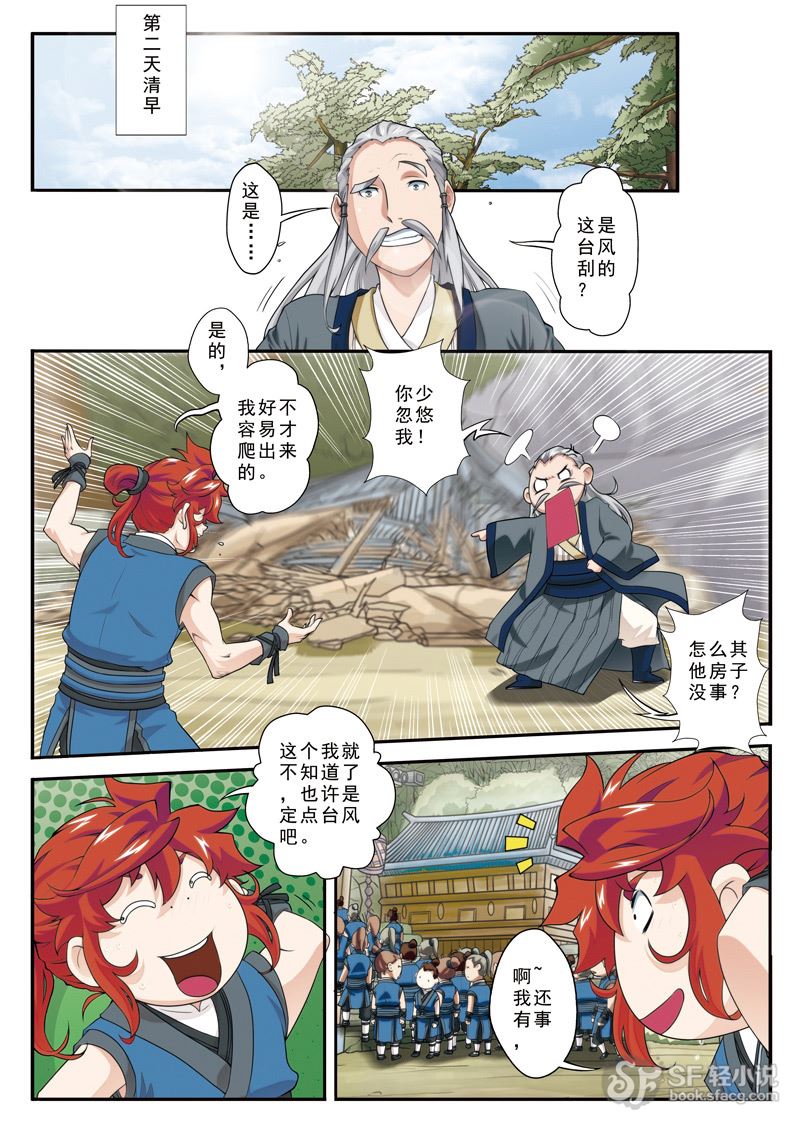 第二天清早
这是……
这是
台风
刮的
?
是的,
我好不
容易才
爬出来
的。
你少
忽悠
我!
怎么其
他房子
没事?
这个我就
不知道了
,也许是
定点台风
吧。
啊~
我还
有事
,
SF轻小说
book.sfacg.com